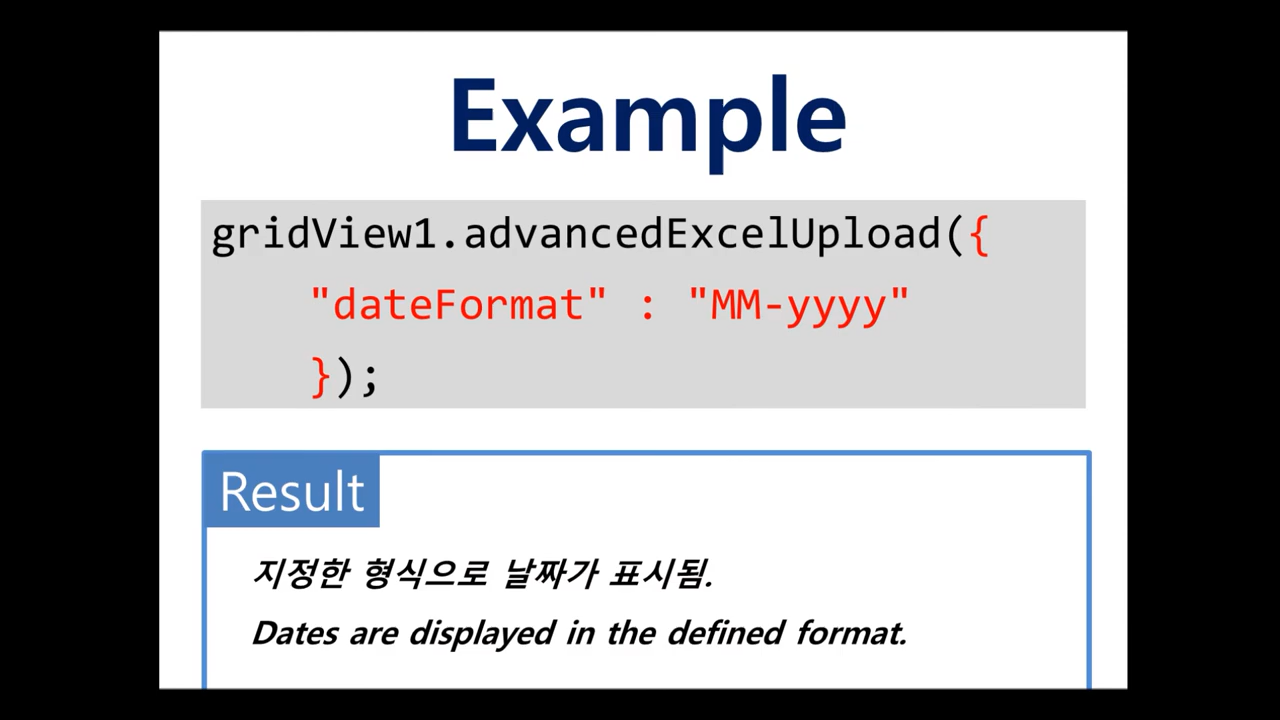 Example
gridView1.advancedExcelUpload({
"dateFormat" : "MM-yyyy"
});
Result
지정한 형식으로 날짜가 표시됨.
Dates are displayed in the defined format.